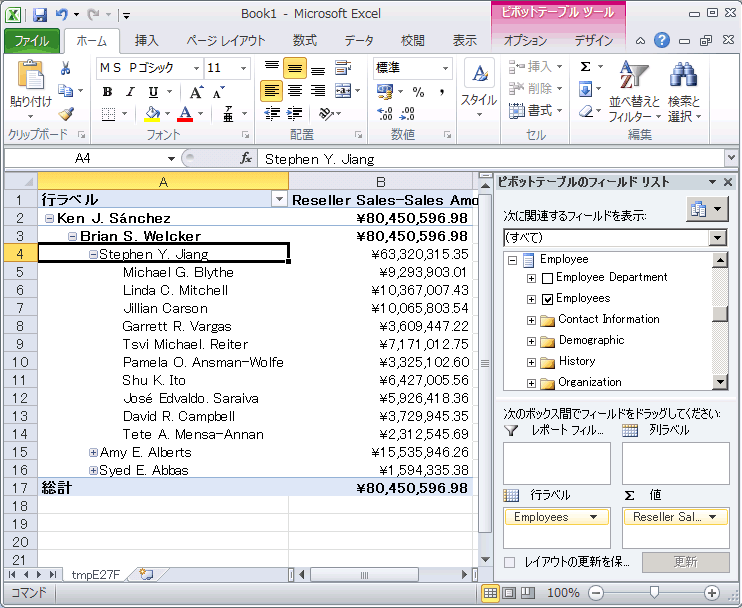 Book1 - Microsoft Excel
ピボットテーブル ツール
ファイル ホーム 挿入 ページ レイアウト 数式 データ 校閲 表示 オプション デザイン
貼り付け
クリップボード
ＭＳ Ｐゴシック 11
B I U
A A
A 亜
フォント
配置
標準
% ,
数値
スタイル
挿入
削除
書式
セル
Σ
並べ替えと
フィルター
検索と
選択
編集
A4 fx Stephen Y. Jiang
A B
1 行ラベル Reseller Sales-Sales Amo
2 Ken J. Sánchez ¥80,450,596.98
3 Brian S. Welcker ¥80,450,596.98
4 Stephen Y. Jiang ¥63,320,315.35
5 Michael G. Blythe ¥9,293,903.01
6 Linda C. Mitchell ¥10,367,007.43
7 Jillian Carson ¥10,065,803.54
8 Garrett R. Vargas ¥3,609,447.22
9 Tsvi Michael. Reiter ¥7,171,012.75
10 Pamela O. Ansman-Wolfe ¥3,325,102.60
11 Shu K. Ito ¥6,427,005.56
12 José Edvaldo. Saraiva ¥5,926,418.36
13 David R. Campbell ¥3,729,945.35
14 Tete A. Mensa-Annan ¥2,312,545.69
15 Amy E. Alberts ¥15,535,946.26
16 Syed E. Abbas ¥1,594,335.38
17 総計 ¥80,450,596.98
18
19
20
21
tmpE27F
ピボットテーブルのフィールド リスト
次に関連するフィールドを表示:
(すべて)
Employee
Employee Department
Employees
Contact Information
Demographic
History
Organization
次のボックス間でフィールドをドラッグしてください:
レポート フィル... 列ラベル
行ラベル Σ 値
Employees Reseller Sal...
レイアウトの更新を保... 更新
コマンド 100%